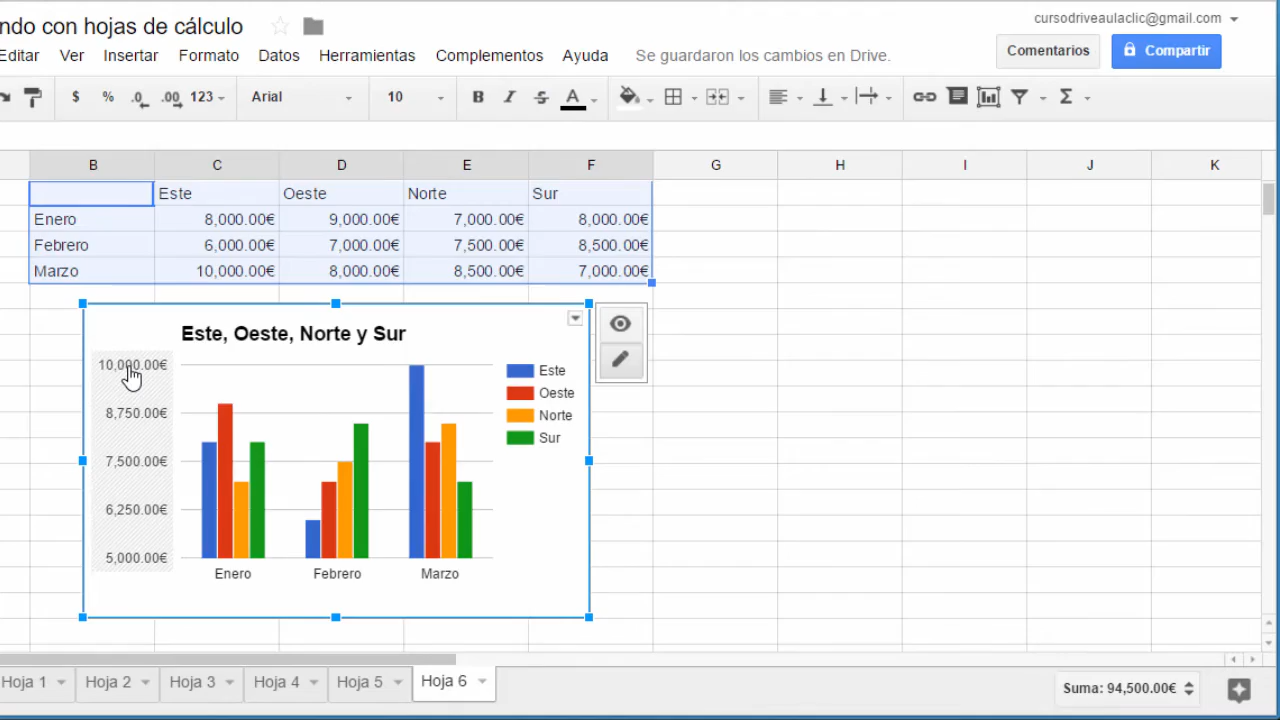 ndo con hojas de cálculo
cursodriveaulaclic@gmail.com
Editar Ver Insertar Formato Datos Herramientas Complementos Ayuda Se guardaron los cambios en Drive.
Comentarios Compartir
$ % .0 .00 123 Arial 10 B I S A Σ
B C D E F G H I J K
Este Oeste Norte Sur
Enero 8,000.00€ 9,000.00€ 7,000.00€ 8,000.00€
Febrero 6,000.00€ 7,000.00€ 7,500.00€ 8,500.00€
Marzo 10,000.00€ 8,000.00€ 8,500.00€ 7,000.00€
Este, Oeste, Norte y Sur
10,000.00€
8,750.00€
7,500.00€
6,250.00€
5,000.00€
Enero Febrero Marzo
Este
Oeste
Norte
Sur
Hoja 1 Hoja 2 Hoja 3 Hoja 4 Hoja 5 Hoja 6
Suma: 94,500.00€